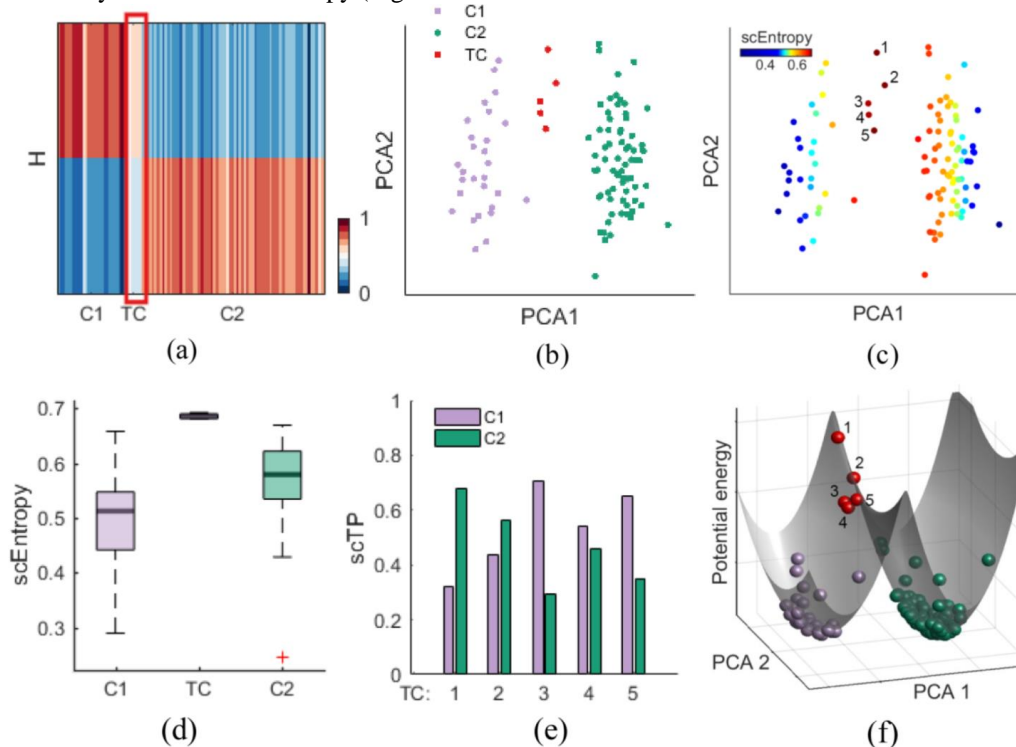 C1
C2
TC
scEntropy
0.4 0.6
1
2
3
4
5
H
1
0
PCA2
PCA2
C1 TC C2
PCA1
PCA1
(a)
(b)
(c)
0.7
0.6
0.5
0.4
0.3
scEntropy
C1 TC C2
(d)
1
0.8
0.6
0.4
0.2
0
scTP
C1
C2
TC: 1 2 3 4 5
(e)
Potential energy
1
2
3
5
4
PCA 2
PCA 1
(f)